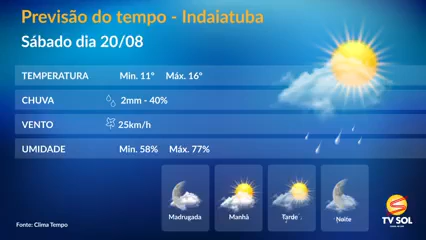 Previsão do tempo - Indaiatuba
Sábado dia 20/08
TEMPERATURA Min. 11° Máx. 16°
CHUVA 2mm - 40%
VENTO 25km/h
UMIDADE Min. 58% Máx. 77%
Madrugada Manhã Tarde Noite
Fonte: Clima Tempo
TV SOL